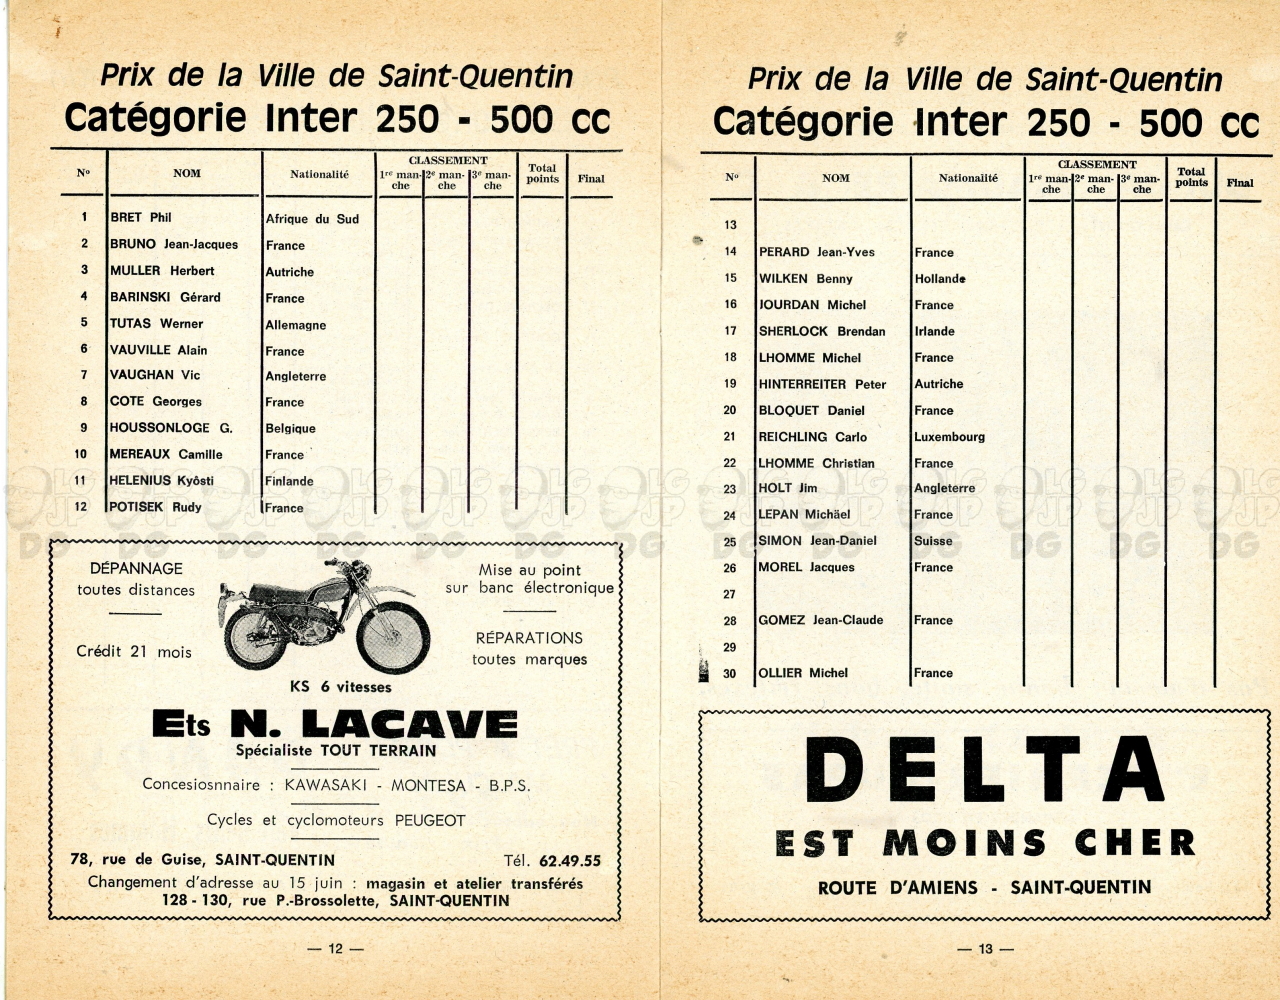 Prix de la Ville de Saint-Quentin
Catégorie Inter 250 - 500 cc
Nº NOM Nationalité CLASSEMENT 1re man-che 2e man-che 3e man-che Total points Final
1 BRET Phil Afrique du Sud
2 BRUNO Jean-Jacques France
3 MULLER Herbert Autriche
4 BARINSKI Gérard France
5 TUTAS Werner Allemagne
6 VAUVILLE Alain France
7 VAUGHAN Vic Angleterre
8 COTE Georges France
9 HOUSSONLOGE G. Belgique
10 MEREAUX Camille France
11 HELENIUS Kyösti Finlande
12 POTISEK Rudy France
DÉPANNAGE
toutes distances
Crédit 21 mois
Mise au point
sur banc électronique
RÉPARATIONS
toutes marques
KS 6 vitesses
Ets N. LACAVE
Spécialiste TOUT TERRAIN
Concesiosnnaire : KAWASAKI - MONTESA - B.P.S.
Cycles et cyclomoteurs PEUGEOT
78, rue de Guise, SAINT-QUENTIN Tél. 62.49.55
Changement d'adresse au 15 juin : magasin et atelier transférés
128 - 130, rue P.-Brossolette, SAINT-QUENTIN
— 12 —
Prix de la Ville de Saint-Quentin
Catégorie Inter 250 - 500 cc
Nº NOM Nationalité CLASSEMENT 1re man-che 2e man-che 3e man-che Total points Final
13
14 PERARD Jean-Yves France
15 WILKEN Benny Hollande
16 JOURDAN Michel France
17 SHERLOCK Brendan Irlande
18 LHOMME Michel France
19 HINTERREITER Peter Autriche
20 BLOQUET Daniel France
21 REICHLING Carlo Luxembourg
22 LHOMME Christian France
23 HOLT Jim Angleterre
24 LEPAN Michäel France
25 SIMON Jean-Daniel Suisse
26 MOREL Jacques France
27
28 GOMEZ Jean-Claude France
29
30 OLLIER Michel France
DELTA
EST MOINS CHER
ROUTE D'AMIENS - SAINT-QUENTIN
— 13 —